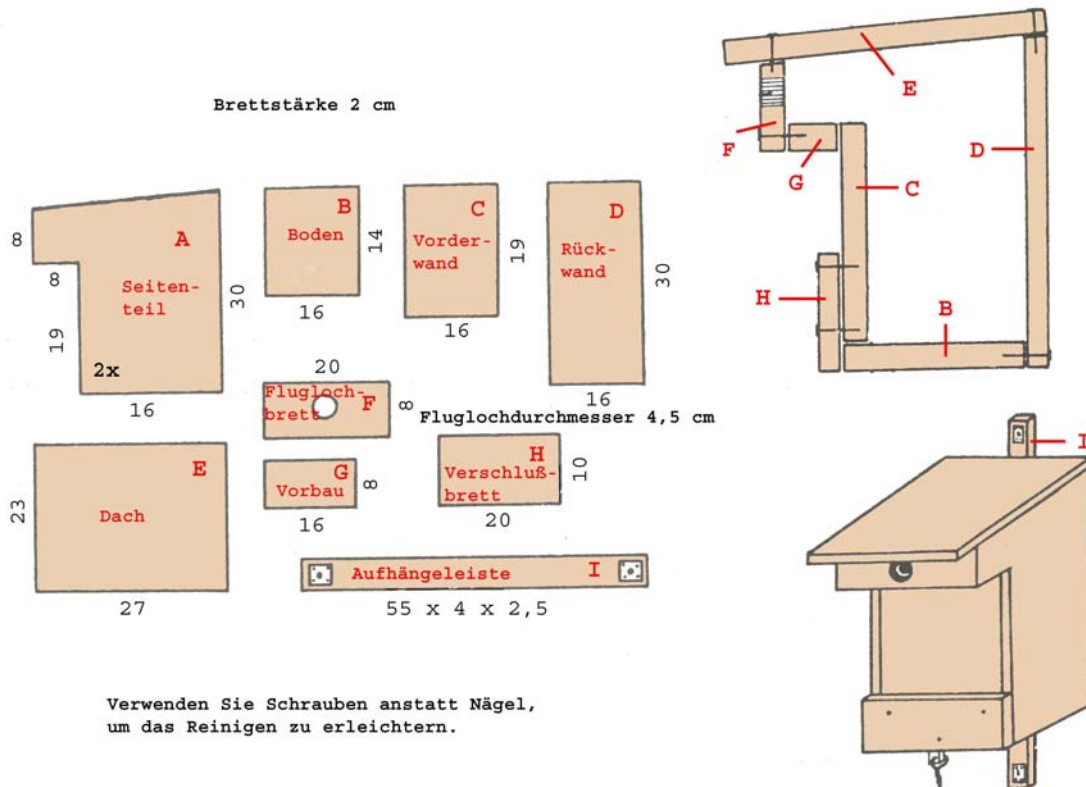 Brettstärke 2 cm
A
Seiten-
teil
8
8
19
30
2x
16
B
Boden
14
16
C
Vorder-
wand
19
16
D
Rück-
wand
30
16
20
Flugloch-
brett
F
8
Fluglochdurchmesser 4,5 cm
E
Dach
23
27
G
Vorbau
8
16
H
Verschluß-
brett
10
20
Aufhängeleiste I
55 x 4 x 2,5
Verwenden Sie Schrauben anstatt Nägel,
um das Reinigen zu erleichtern.
E
F
G
D
C
H
B
I